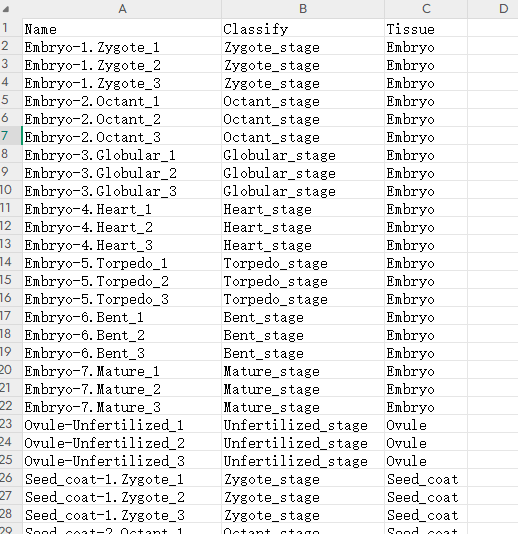 A B C D
1 Name Classify Tissue
2 Embryo-1.Zygote_1 Zygote_stage Embryo
3 Embryo-1.Zygote_2 Zygote_stage Embryo
4 Embryo-1.Zygote_3 Zygote_stage Embryo
5 Embryo-2.Octant_1 Octant_stage Embryo
6 Embryo-2.Octant_2 Octant_stage Embryo
7 Embryo-2.Octant_3 Octant_stage Embryo
8 Embryo-3.Globular_1 Globular_stage Embryo
9 Embryo-3.Globular_2 Globular_stage Embryo
10 Embryo-3.Globular_3 Globular_stage Embryo
11 Embryo-4.Heart_1 Heart_stage Embryo
12 Embryo-4.Heart_2 Heart_stage Embryo
13 Embryo-4.Heart_3 Heart_stage Embryo
14 Embryo-5.Torpedo_1 Torpedo_stage Embryo
15 Embryo-5.Torpedo_2 Torpedo_stage Embryo
16 Embryo-5.Torpedo_3 Torpedo_stage Embryo
17 Embryo-6.Bent_1 Bent_stage Embryo
18 Embryo-6.Bent_2 Bent_stage Embryo
19 Embryo-6.Bent_3 Bent_stage Embryo
20 Embryo-7.Mature_1 Mature_stage Embryo
21 Embryo-7.Mature_2 Mature_stage Embryo
22 Embryo-7.Mature_3 Mature_stage Embryo
23 Ovule-Unfertilized_1 Unfertilized_stage Ovule
24 Ovule-Unfertilized_2 Unfertilized_stage Ovule
25 Ovule-Unfertilized_3 Unfertilized_stage Ovule
26 Seed_coat-1.Zygote_1 Zygote_stage Seed_coat
27 Seed_coat-1.Zygote_2 Zygote_stage Seed_coat
28 Seed_coat-1.Zygote_3 Zygote_stage Seed_coat
29 Seed_coat-2.Octant_1 Octant_stage Seed_coat